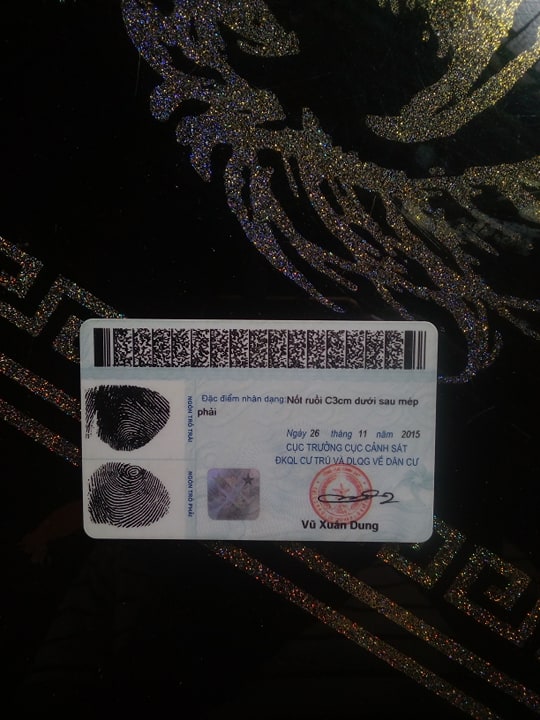 Đặc điểm nhân dạng:Nốt ruồi C3cm dưới sau mép
phải
NGÓN TRỎ TRÁI
Ngày 26 tháng 11 năm 2015
CỤC TRƯỞNG CỤC CẢNH SÁT
ĐKQL CƯ TRÚ VÀ DLQG VỀ DÂN CƯ
NGÓN TRỎ PHẢI
Vũ Xuân Dung